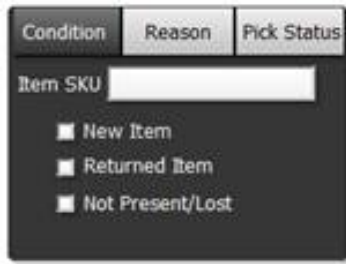 Condition Reason Pick Status
Item SKU
New Item
Returned Item
Not Present/Lost